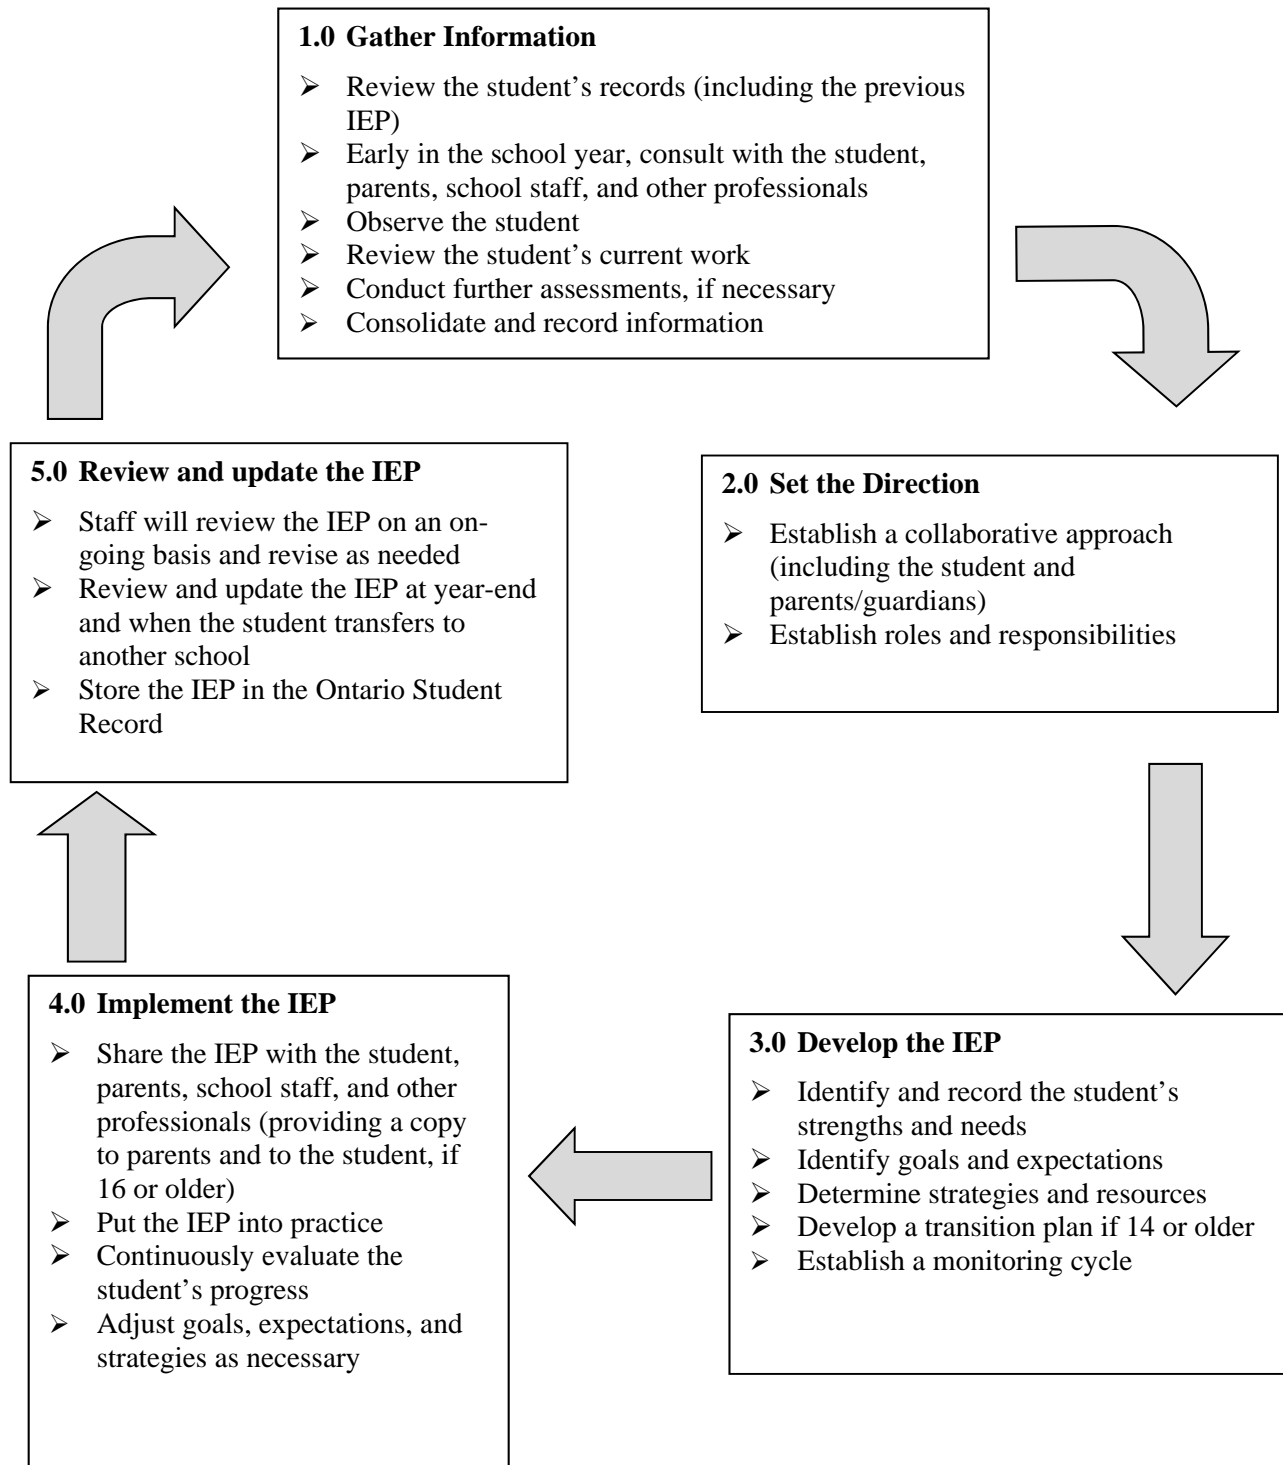 1.0 Gather Information
➢ Review the student’s records (including the previous
IEP)
➢ Early in the school year, consult with the student,
parents, school staff, and other professionals
➢ Observe the student
➢ Review the student’s current work
➢ Conduct further assessments, if necessary
➢ Consolidate and record information
2.0 Set the Direction
➢ Establish a collaborative approach
(including the student and
parents/guardians)
➢ Establish roles and responsibilities
3.0 Develop the IEP
➢ Identify and record the student’s
strengths and needs
➢ Identify goals and expectations
➢ Determine strategies and resources
➢ Develop a transition plan if 14 or older
➢ Establish a monitoring cycle
4.0 Implement the IEP
➢ Share the IEP with the student,
parents, school staff, and other
professionals (providing a copy
to parents and to the student, if
16 or older)
➢ Put the IEP into practice
➢ Continuously evaluate the
student’s progress
➢ Adjust goals, expectations, and
strategies as necessary
5.0 Review and update the IEP
➢ Staff will review the IEP on an on-
going basis and revise as needed
➢ Review and update the IEP at year-end
and when the student transfers to
another school
➢ Store the IEP in the Ontario Student
Record